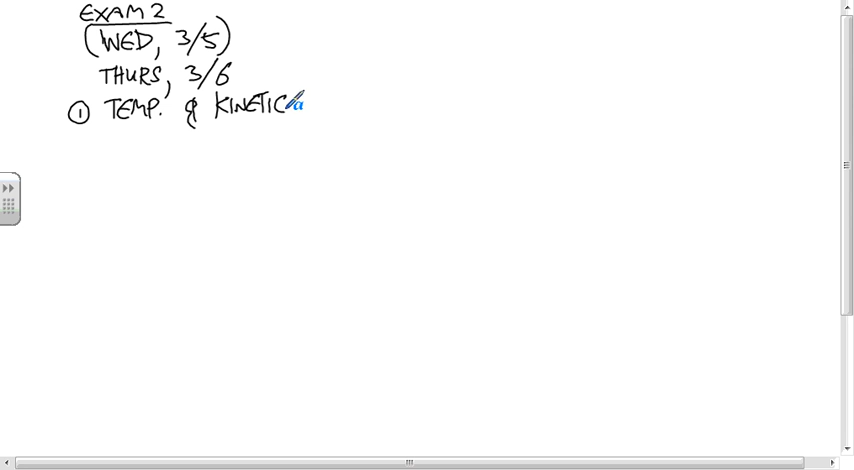 EXAM 2
(WED, 3/5)
THURS, 3/6
① TEMP. & KINETIC